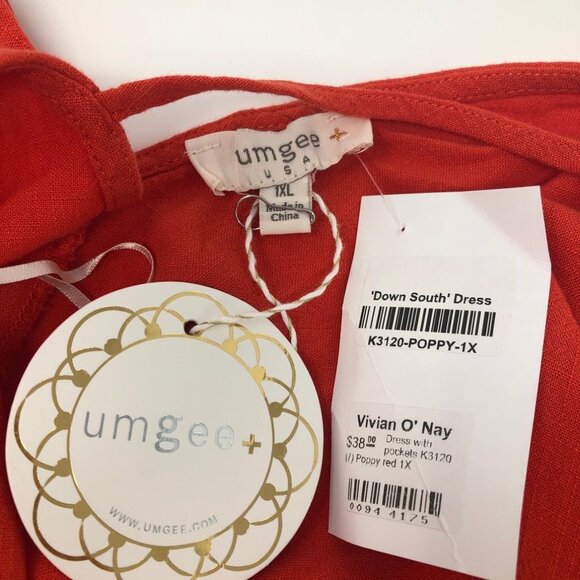 umgee +
USA
1XL
Made in
China
'Down South' Dress
K3120-POPPY-1X
Vivian O' Nay
$38.00 Dress with
pockets K3120
(7) Poppy red 1X
0094 4175
umgee+
WWW.UMGEE.COM